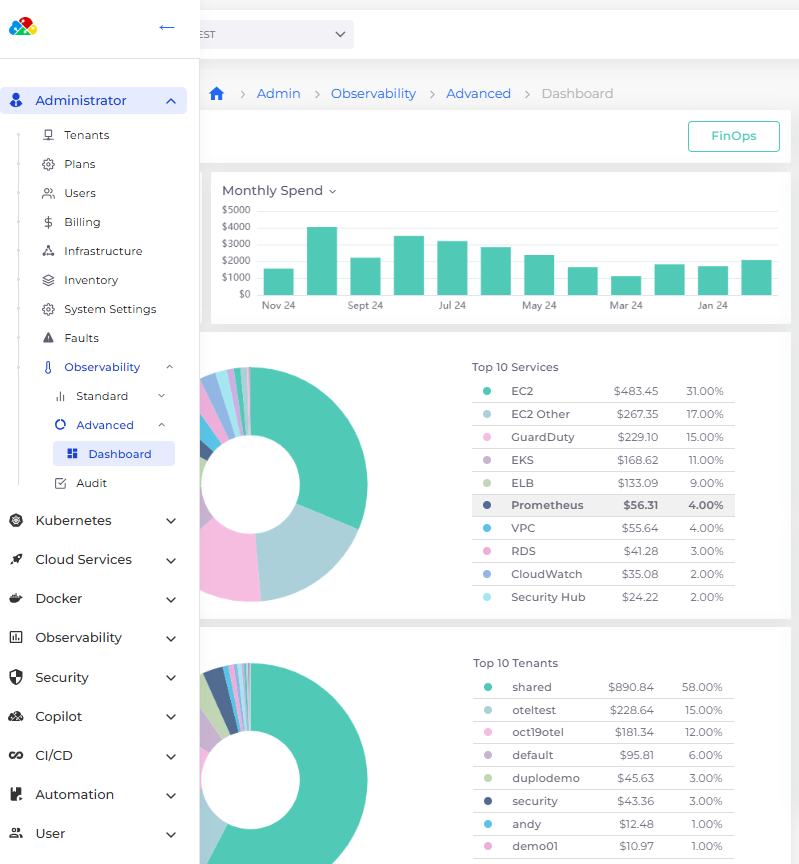 EST
Administrator
Tenants
Plans
Users
Billing
Infrastructure
Inventory
System Settings
Faults
Observability
Standard
Advanced
Dashboard
Audit
Kubernetes
Cloud Services
Docker
Observability
Security
Copilot
CI/CD
Automation
User
Admin > Observability > Advanced > Dashboard
FinOps
Monthly Spend
$5000
$4000
$3000
$2000
$1000
$0
Nov 24 Sept 24 Jul 24 May 24 Mar 24 Jan 24
Top 10 Services
EC2 $483.45 31.00%
EC2 Other $267.35 17.00%
GuardDuty $229.10 15.00%
EKS $168.62 11.00%
ELB $133.09 9.00%
Prometheus $56.31 4.00%
VPC $55.64 4.00%
RDS $41.28 3.00%
CloudWatch $35.08 2.00%
Security Hub $24.22 2.00%
Top 10 Tenants
shared $890.84 58.00%
oteltest $228.64 15.00%
oct19otel $181.34 12.00%
default $95.81 6.00%
duplodemo $45.63 3.00%
security $43.36 3.00%
andy $12.48 1.00%
demo01 $10.97 1.00%